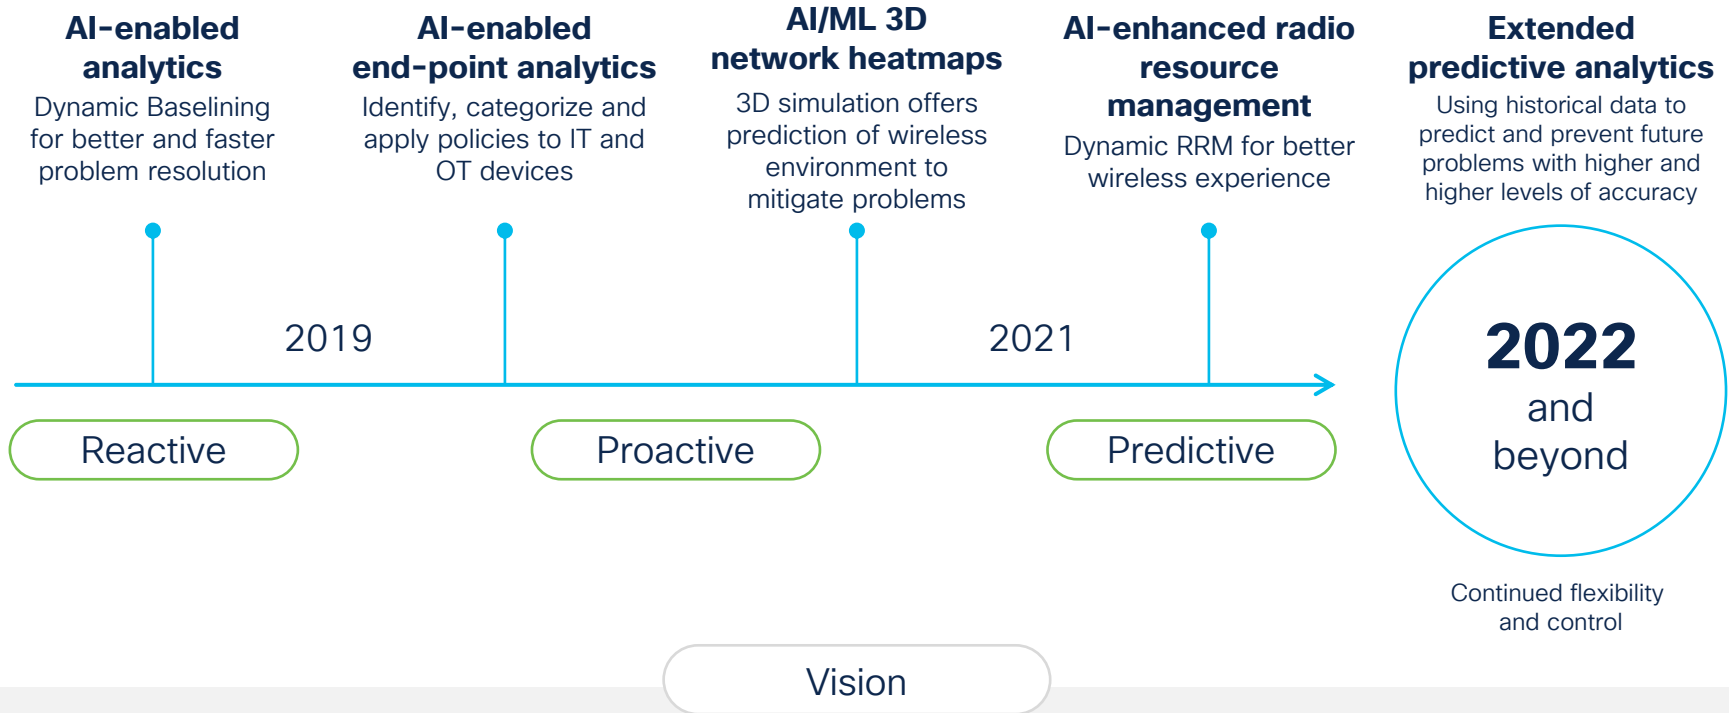 AI-enabled
analytics
Dynamic Baselining
for better and faster
problem resolution
AI-enabled
end-point analytics
Identify, categorize and
apply policies to IT and
OT devices
AI/ML 3D
network heatmaps
3D simulation offers
prediction of wireless
environment to
mitigate problems
AI-enhanced radio
resource
management
Dynamic RRM for better
wireless experience
Extended
predictive analytics
Using historical data to
predict and prevent future
problems with higher and
higher levels of accuracy
2019
2021
2022
and
beyond
Reactive
Proactive
Predictive
Continued flexibility
and control
Vision